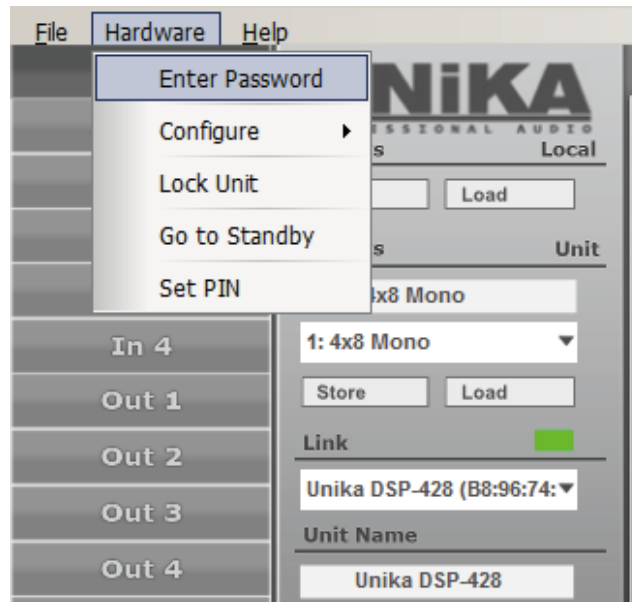 File Hardware Help
Enter Password
Configure
Lock Unit
Go to Standby
Set PIN
NiKA
SSIONAL AUDIO
s Local
Load
s Unit
4x8 Mono
1: 4x8 Mono
Store Load
Link
Unika DSP-428 (B8:96:74:
Unit Name
Unika DSP-428
In 4
Out 1
Out 2
Out 3
Out 4